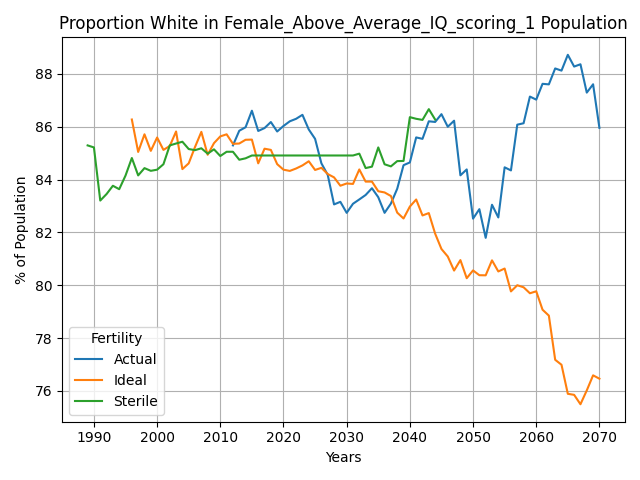 Proportion White in Female_Above_Average_IQ_scoring_1 Population
% of Population
88
86
84
82
80
78
76
Fertility
Actual
Ideal
Sterile
1990 2000 2010 2020 2030 2040 2050 2060 2070
Years